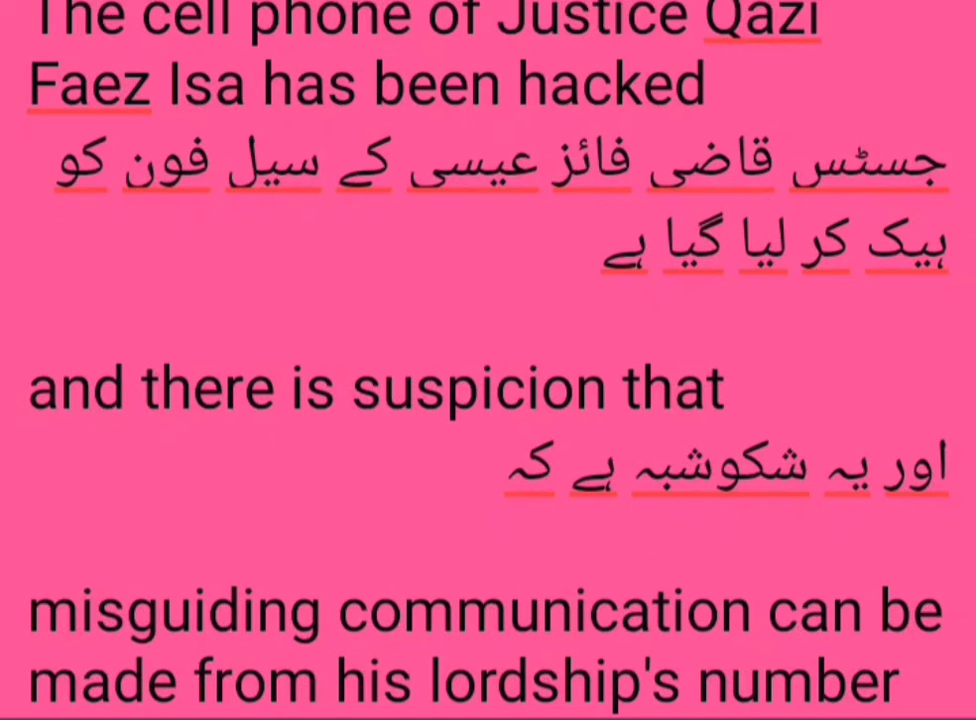 The cell phone of Justice Qazi
Faez Isa has been hacked
جسٹس قاضی فائز عیسی کے سیل فون کو
ہیک کر لیا گیا ہے
and there is suspicion that
اور یہ شکوشبہ ہے کہ
misguiding communication can be
made from his lordship's number